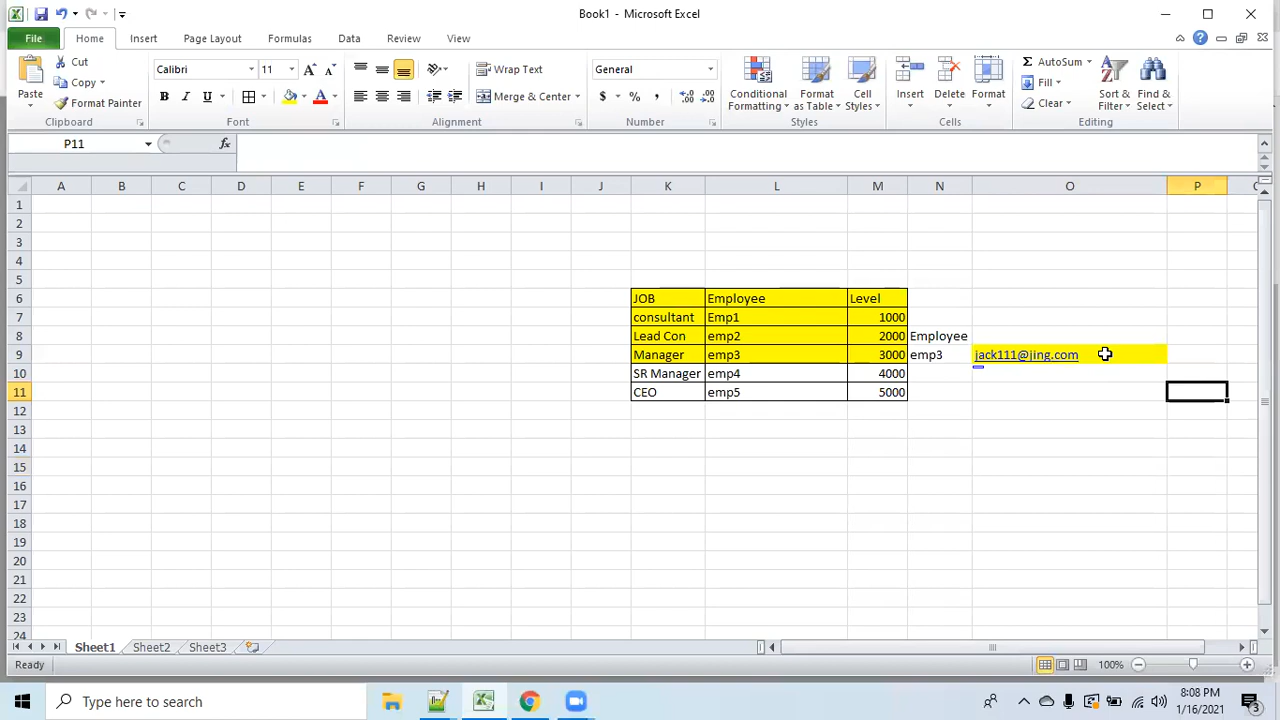 Book1 - Microsoft Excel
File Home Insert Page Layout Formulas Data Review View
Paste
Cut
Copy
Format Painter
Clipboard
Calibri 11
B I U
Font
Wrap Text
Merge & Center
Alignment
General
$ % ,
Number
Conditional Formatting
Format as Table
Cell Styles
Styles
Insert Delete Format
Cells
AutoSum
Fill
Clear
Sort & Filter
Find & Select
Editing
P11 fx
A B C D E F G H I J K L M N O P
1
2
3
4
5
6 JOB Employee Level
7 consultant Emp1 1000
8 Lead Con emp2 2000 Employee
9 Manager emp3 3000 emp3 jack111@jing.com
10 SR Manager emp4 4000
11 CEO emp5 5000
12
13
14
15
16
17
18
19
20
21
22
23
24
Sheet1 Sheet2 Sheet3
Ready 100%
Type here to search
8:08 PM
1/16/2021
3